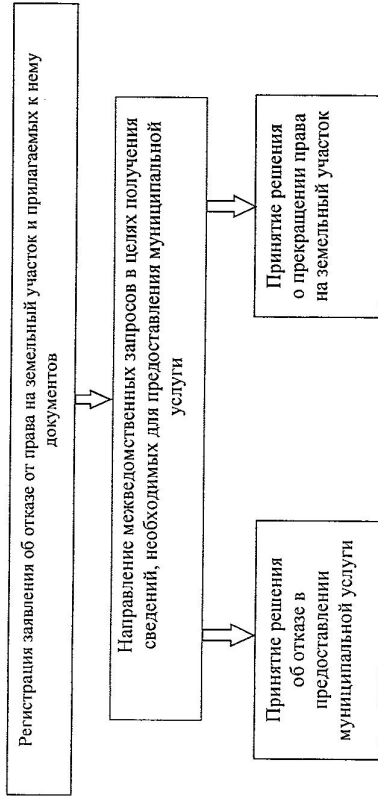 Регистрация заявления об отказе от права на земельный участок и прилагаемых к нему
документов
Направление межведомственных запросов в целях получения
сведений, необходимых для предоставления муниципальной
услуги
Принятие решения
об отказе в
предоставлении
муниципальной услуги
Принятие решения
о прекращении права
на земельный участок